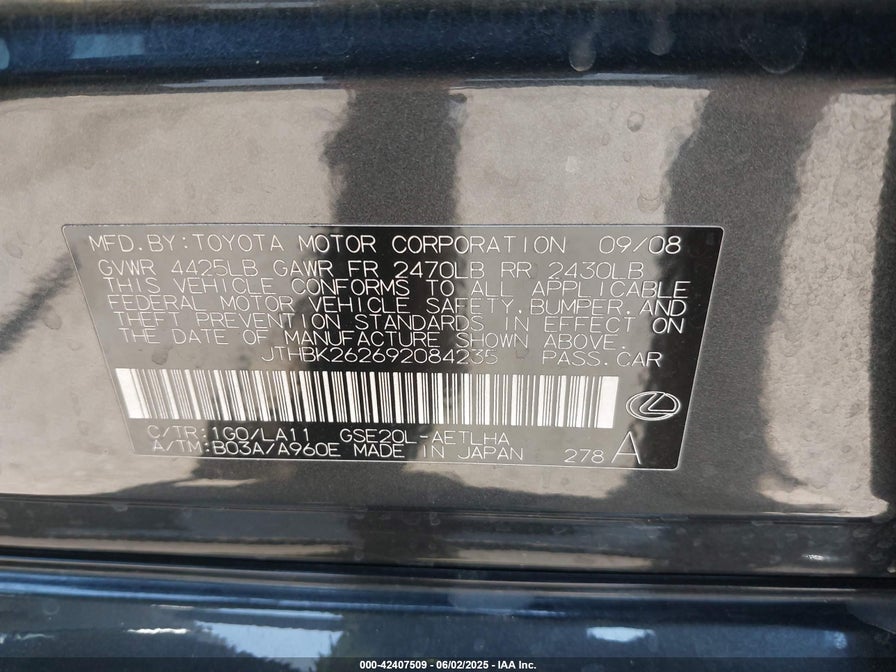 MFD.BY:TOYOTA MOTOR CORPORATION 09/08
GVWR 4425LB GAWR FR 2470LB RR 2430LB
THIS VEHICLE CONFORMS TO ALL APPLICABLE
FEDERAL MOTOR VEHICLE SAFETY,BUMPER,AND
THEFT PREVENTION STANDARDS IN EFFECT ON
THE DATE OF MANUFACTURE SHOWN ABOVE.
JTHBK262692084235 PASS.CAR
C/TR:1G0/LA11 GSE20L-AETLHA
A/TM:B03A/A960E MADE IN JAPAN 278 A
000-42407509 - 06/02/2025 - IAA Inc.